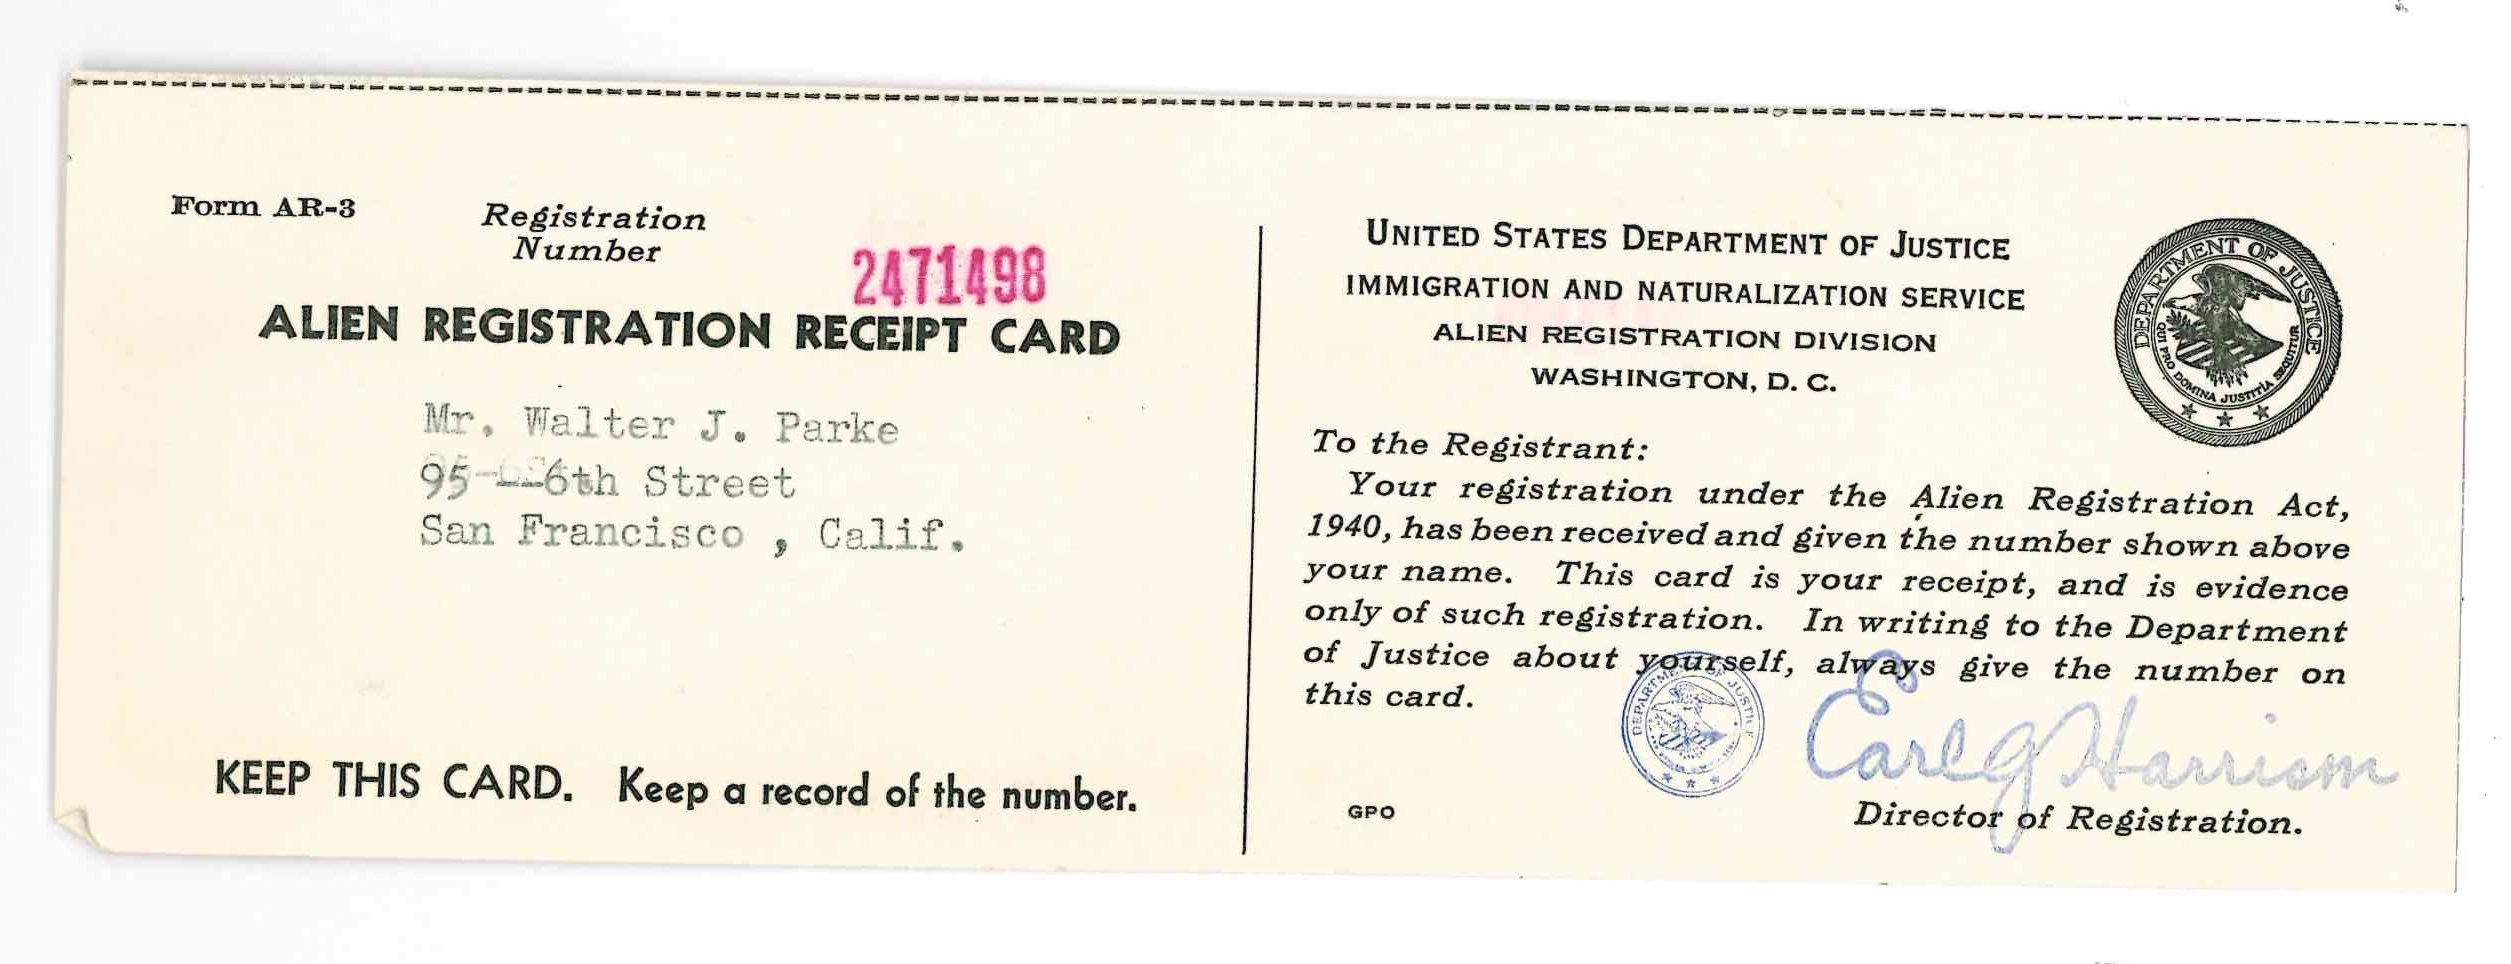 Form AR-3
Registration
Number
2471498
ALIEN REGISTRATION RECEIPT CARD
Mr. Walter J. Parke
95- 6th Street
San Francisco , Calif.
KEEP THIS CARD. Keep a record of the number.
UNITED STATES DEPARTMENT OF JUSTICE
IMMIGRATION AND NATURALIZATION SERVICE
ALIEN REGISTRATION DIVISION
WASHINGTON, D. C.
DEPARTMENT OF JUSTICE
QUI PRO DOMINA JUSTITIA SEQUITUR
To the Registrant:
Your registration under the Alien Registration Act,
1940, has been received and given the number shown above
your name. This card is your receipt, and is evidence
only of such registration. In writing to the Department
of Justice about yourself, always give the number on
this card.
DEPARTMENT OF JUSTICE
Earl G Harrison
Director of Registration.
GPO